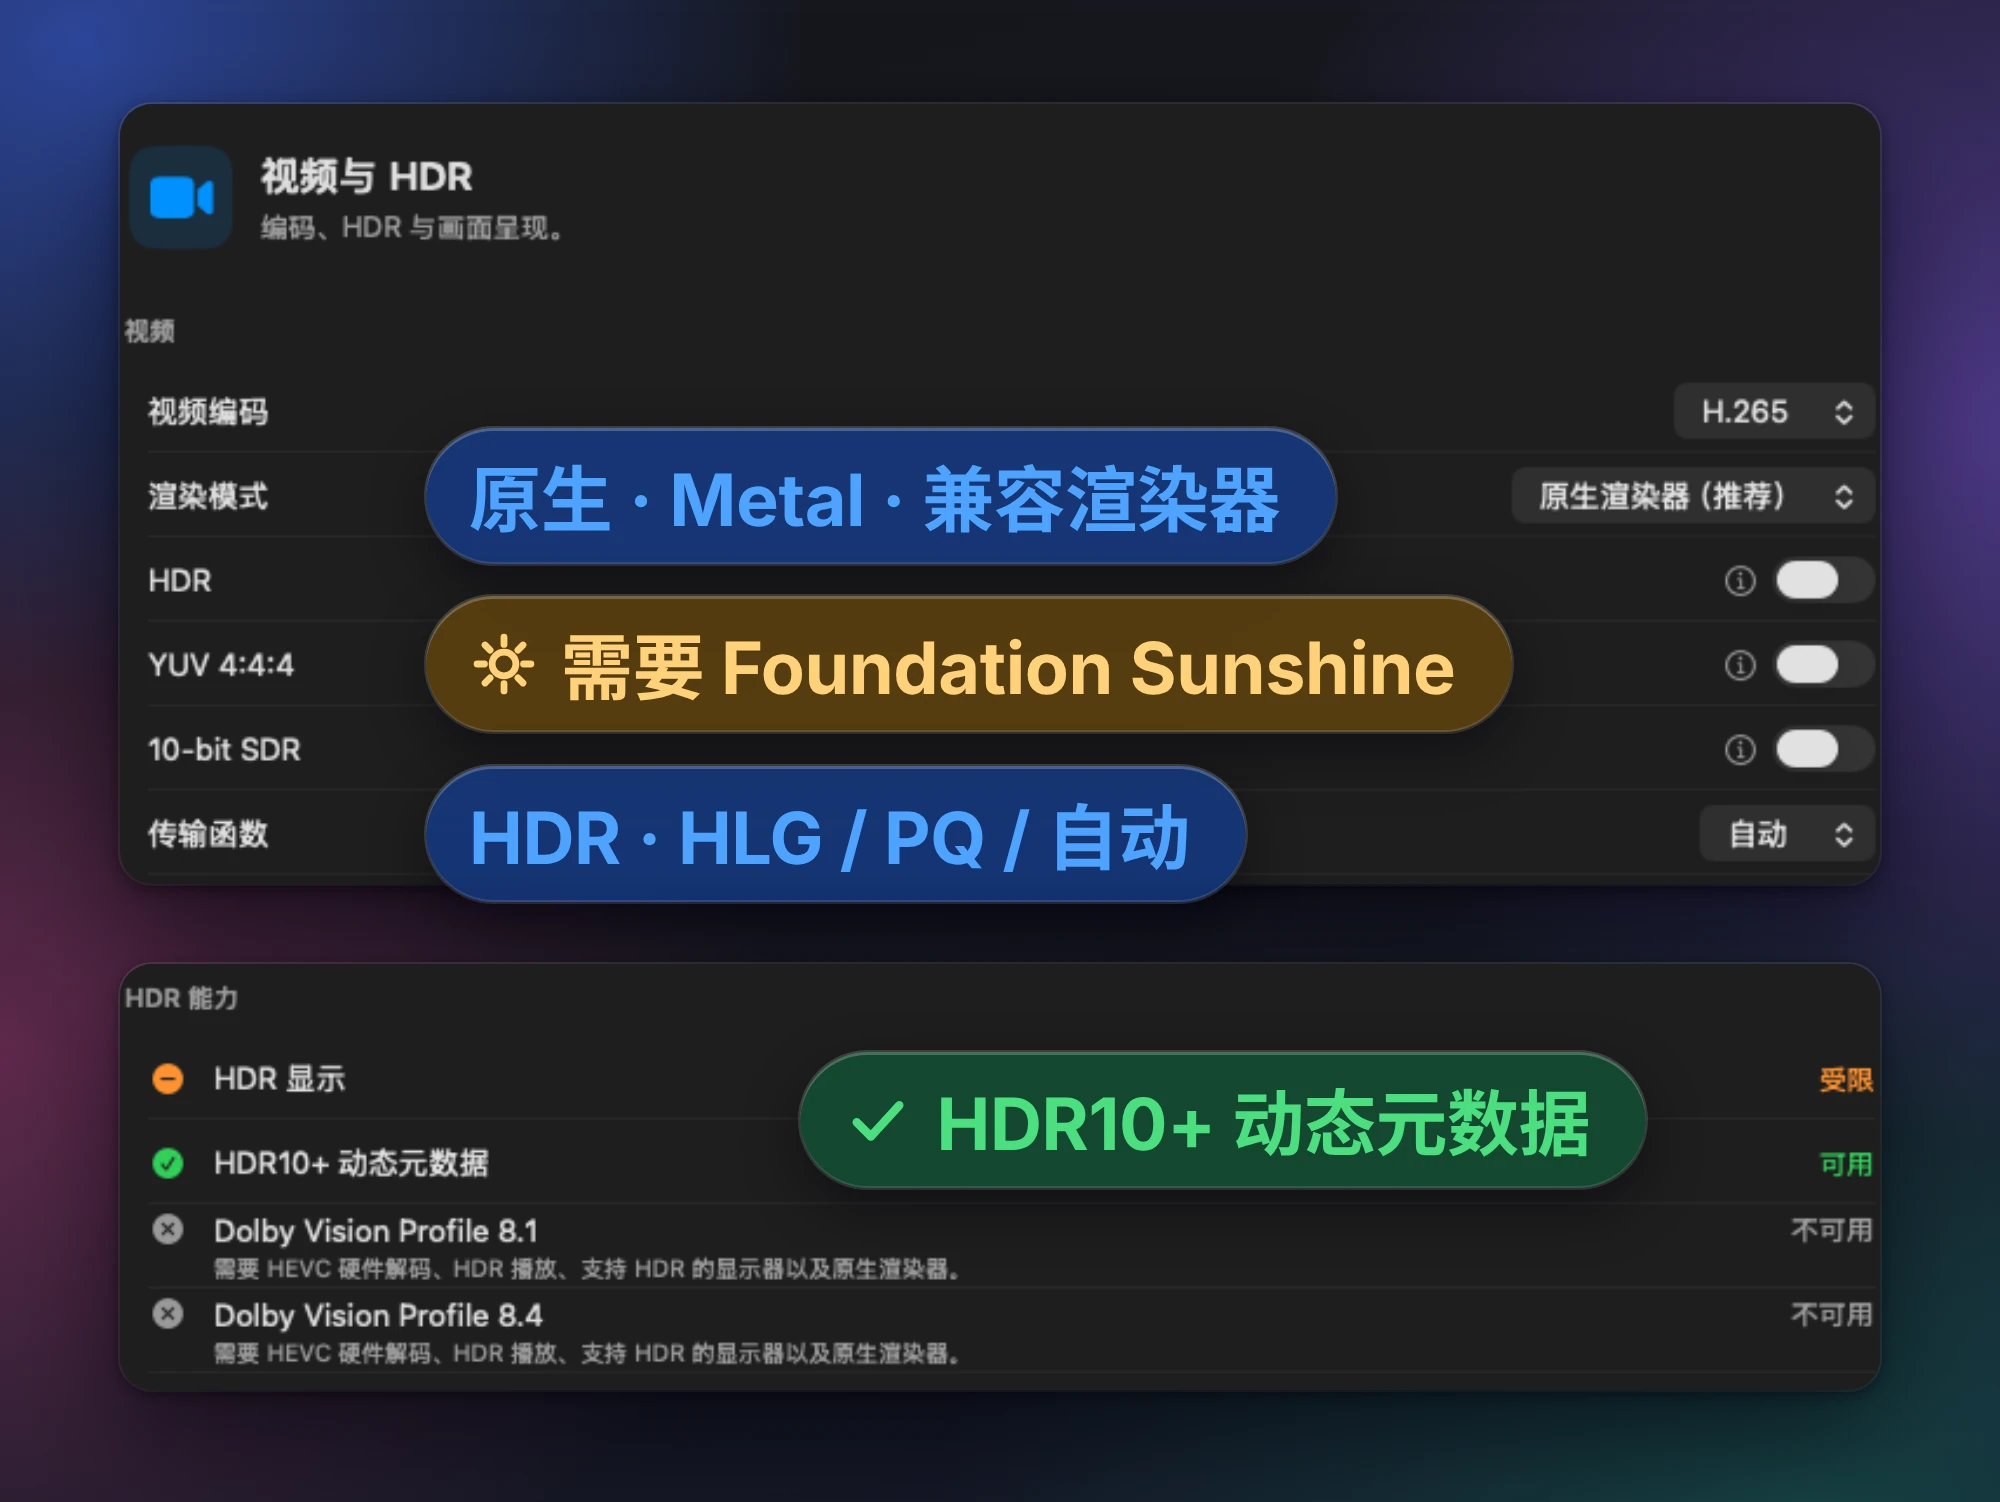 视频与 HDR
编码、HDR 与画面呈现。
视频
视频编码
H.265
渲染模式
原生 · Metal · 兼容渲染器
原生渲染器 (推荐)
HDR
YUV 4:4:4
需要 Foundation Sunshine
10-bit SDR
传输函数
HDR · HLG / PQ / 自动
自动
HDR 能力
HDR 显示
受限
HDR10+ 动态元数据
HDR10+ 动态元数据
可用
Dolby Vision Profile 8.1
不可用
需要 HEVC 硬件解码、HDR 播放、支持 HDR 的显示器以及原生渲染器。
Dolby Vision Profile 8.4
不可用
需要 HEVC 硬件解码、HDR 播放、支持 HDR 的显示器以及原生渲染器。